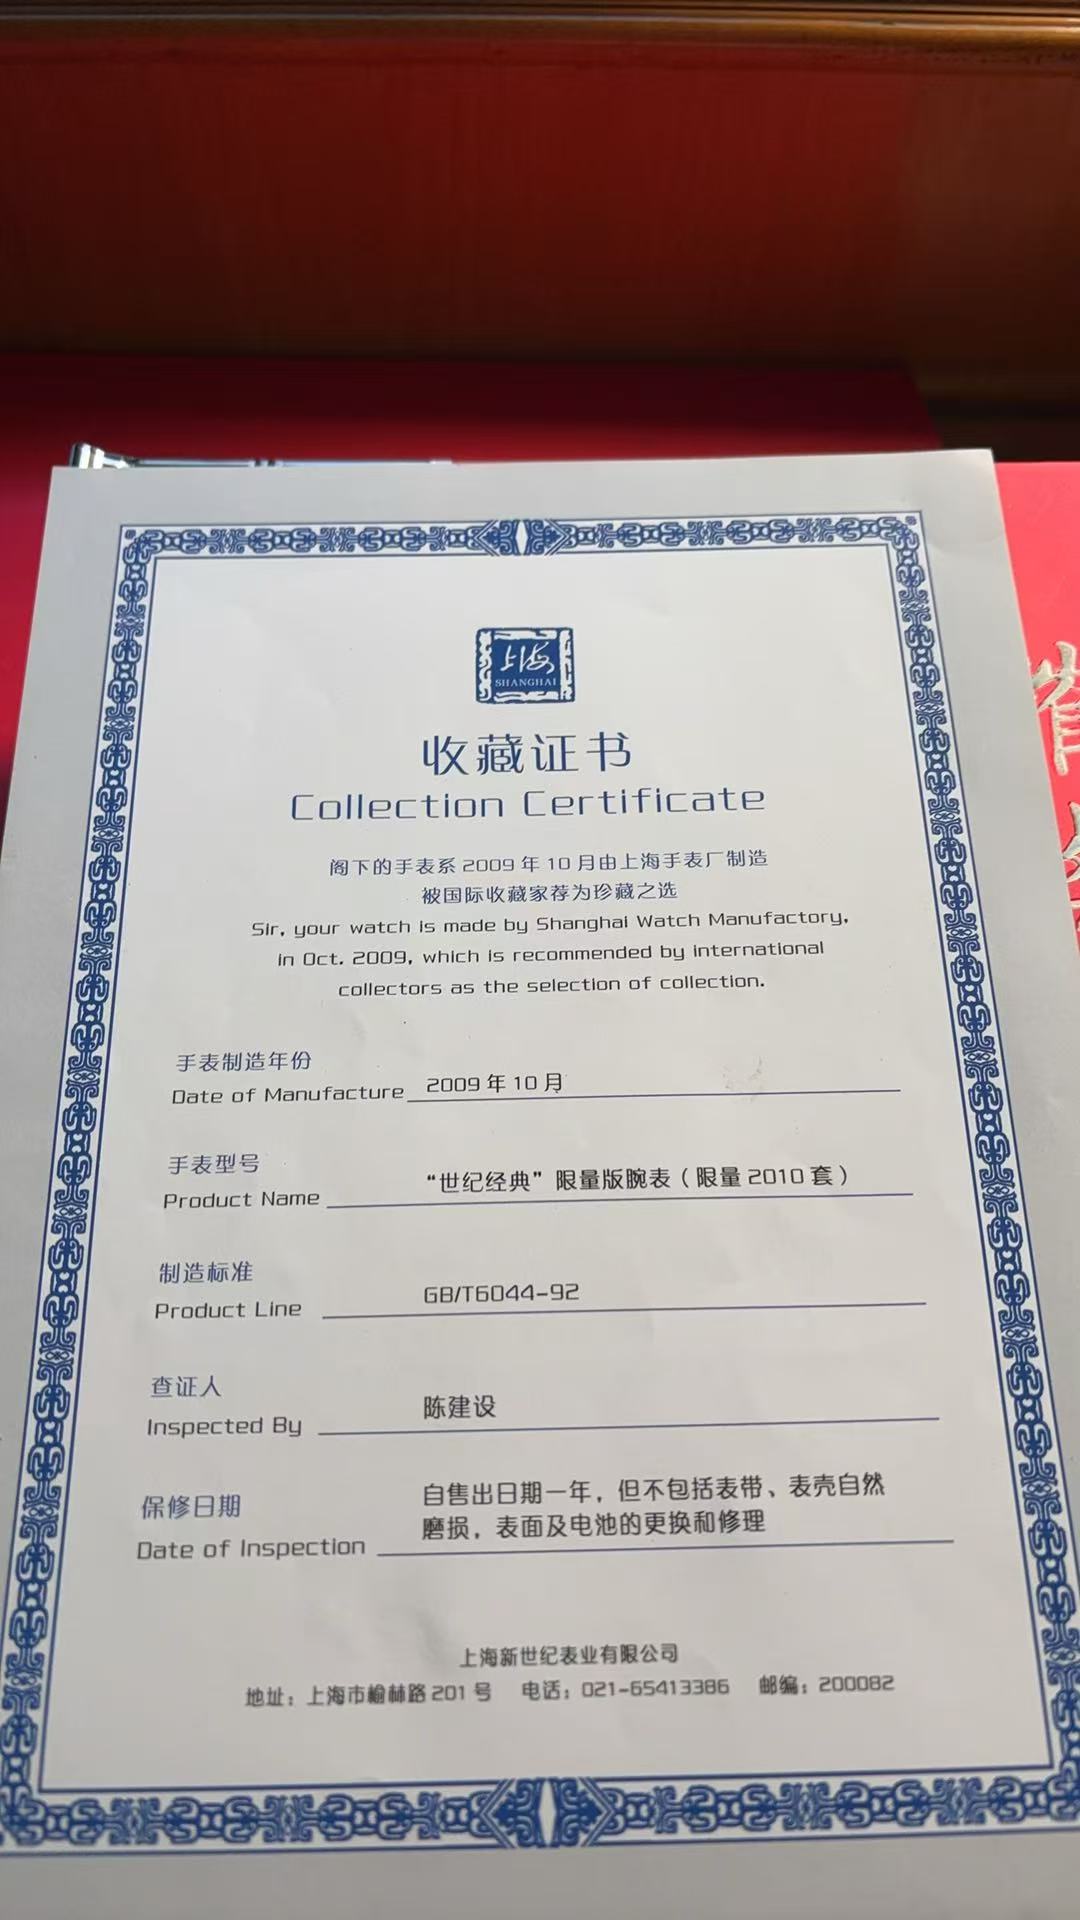 上海
SHANGHAI
收藏证书
Collection Certificate
阁下的手表系 2009 年 10 月由上海手表厂制造
被国际收藏家荐为珍藏之选
Sir, your watch is made by Shanghai Watch Manufactory,
in Oct. 2009, which is recommended by international
collectors as the selection of collection.
手表制造年份
Date of Manufacture 2009 年 10 月
手表型号
Product Name “世纪经典”限量版腕表（限量 2010 套）
制造标准
Product Line GB/T6044-92
查证人
Inspected By 陈建设
保修日期
Date of Inspection 自售出日期一年，但不包括表带、表壳自然
磨损，表面及电池的更换和修理
上海新世纪表业有限公司
地址：上海市榆林路 201 号 电话：021-65413386 邮编：200082